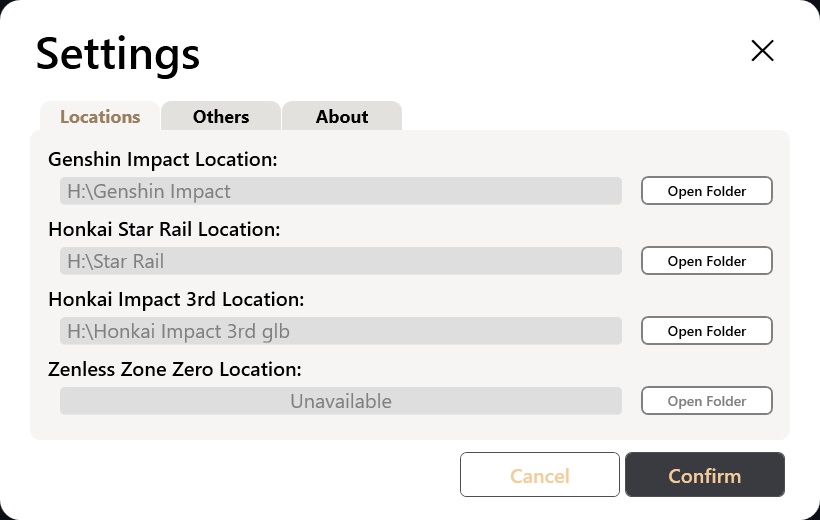 Settings
Locations Others About
Genshin Impact Location:
H:\Genshin Impact Open Folder
Honkai Star Rail Location:
H:\Star Rail Open Folder
Honkai Impact 3rd Location:
H:\Honkai Impact 3rd glb Open Folder
Zenless Zone Zero Location:
Unavailable Open Folder
Cancel Confirm